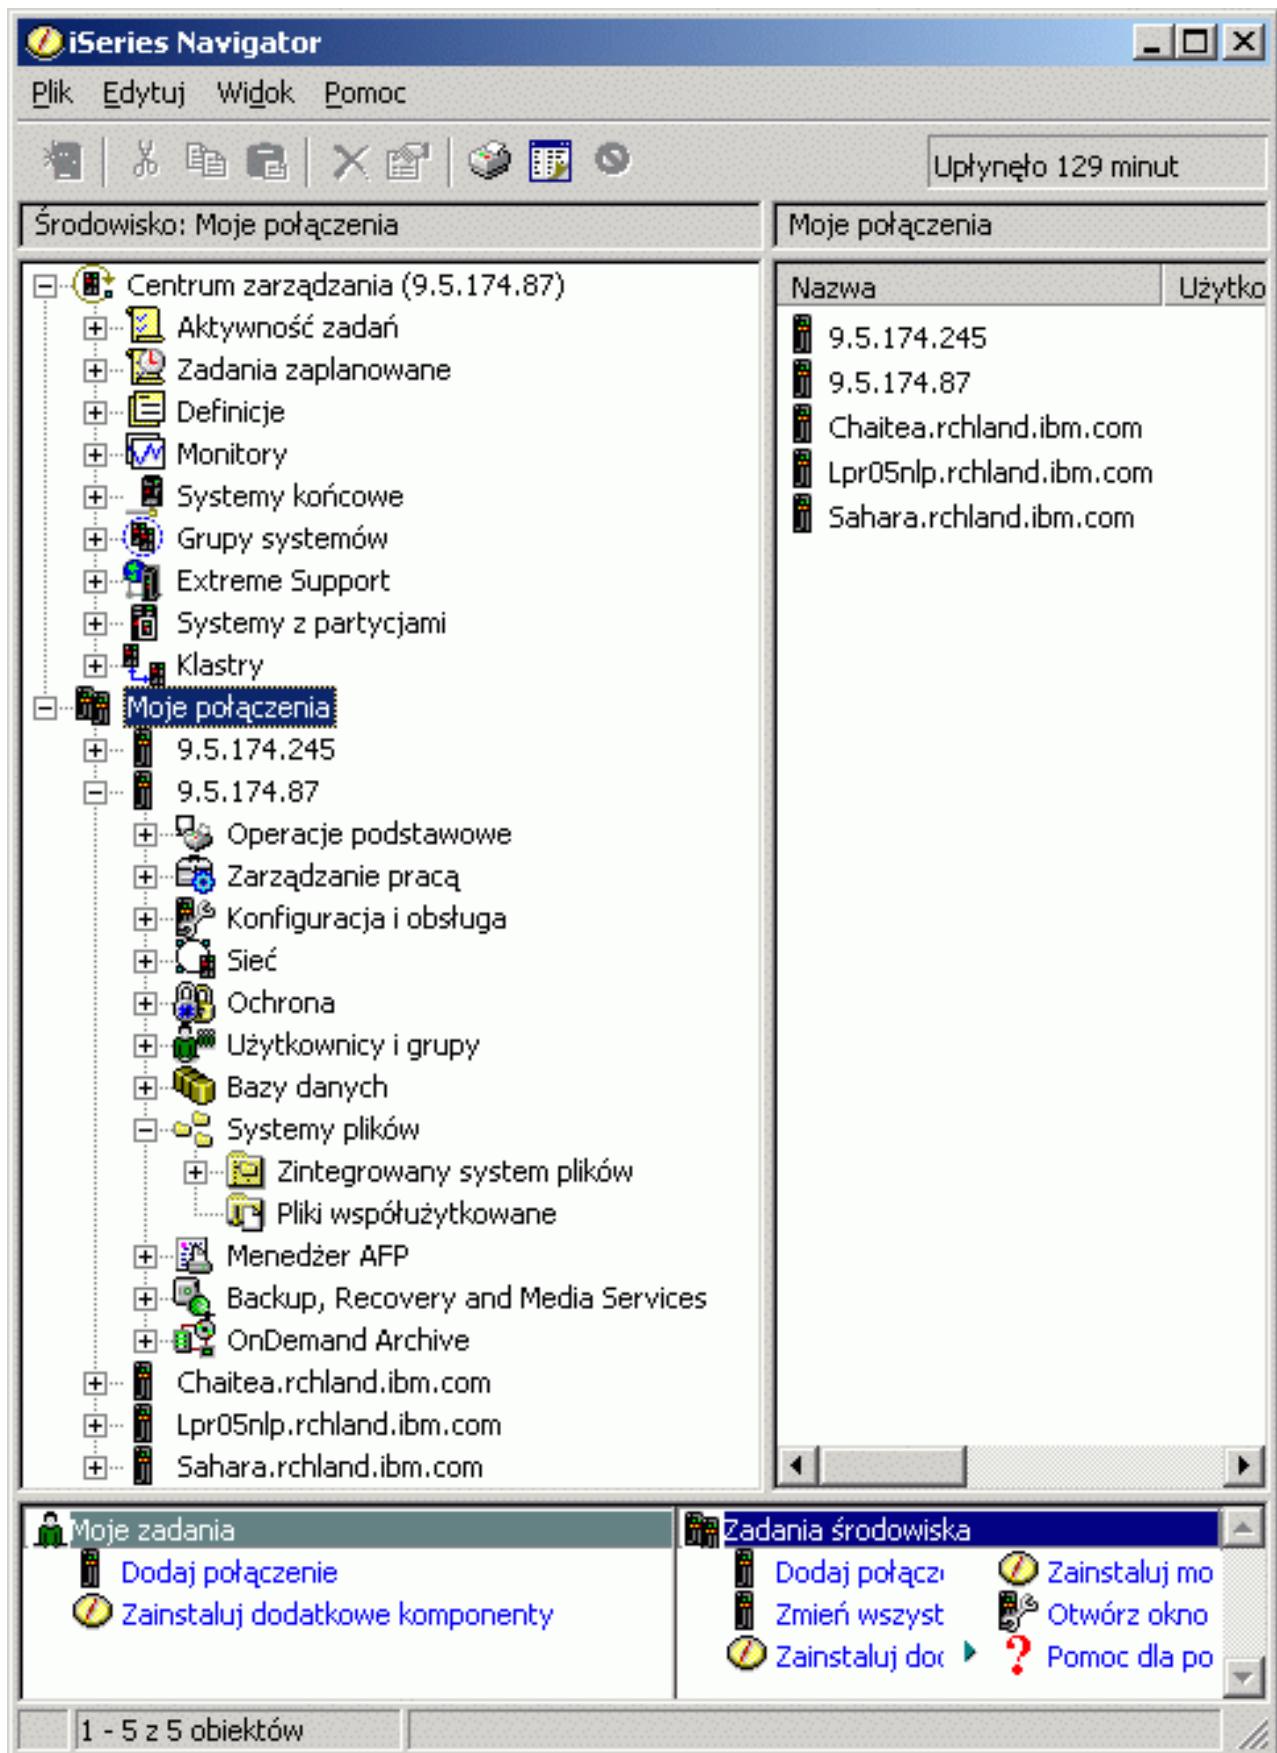 iSeries Navigator
Plik Edytuj Widok Pomoc
Upłynęło 129 minut
Środowisko: Moje połączenia
Moje połączenia
Centrum zarządzania (9.5.174.87)
Aktywność zadań
Zadania zaplanowane
Definicje
Monitory
Systemy końcowe
Grupy systemów
Extreme Support
Systemy z partycjami
Klastry
Moje połączenia
9.5.174.245
9.5.174.87
Operacje podstawowe
Zarządzanie pracą
Konfiguracja i obsługa
Sieć
Ochrona
Użytkownicy i grupy
Bazy danych
Systemy plików
Zintegrowany system plików
Pliki współużytkowane
Menedżer AFP
Backup, Recovery and Media Services
OnDemand Archive
Chaitea.rchland.ibm.com
Lpr05nlp.rchland.ibm.com
Sahara.rchland.ibm.com
Nazwa Użytko
9.5.174.245
9.5.174.87
Chaitea.rchland.ibm.com
Lpr05nlp.rchland.ibm.com
Sahara.rchland.ibm.com
Moje zadania
Dodaj połączenie
Zainstaluj dodatkowe komponenty
Zadania środowiska
Dodaj połącz Zainstaluj mo
Zmień wszyst Otwórz okno
Zainstaluj do Pomoc dla po
1 - 5 z 5 obiektów